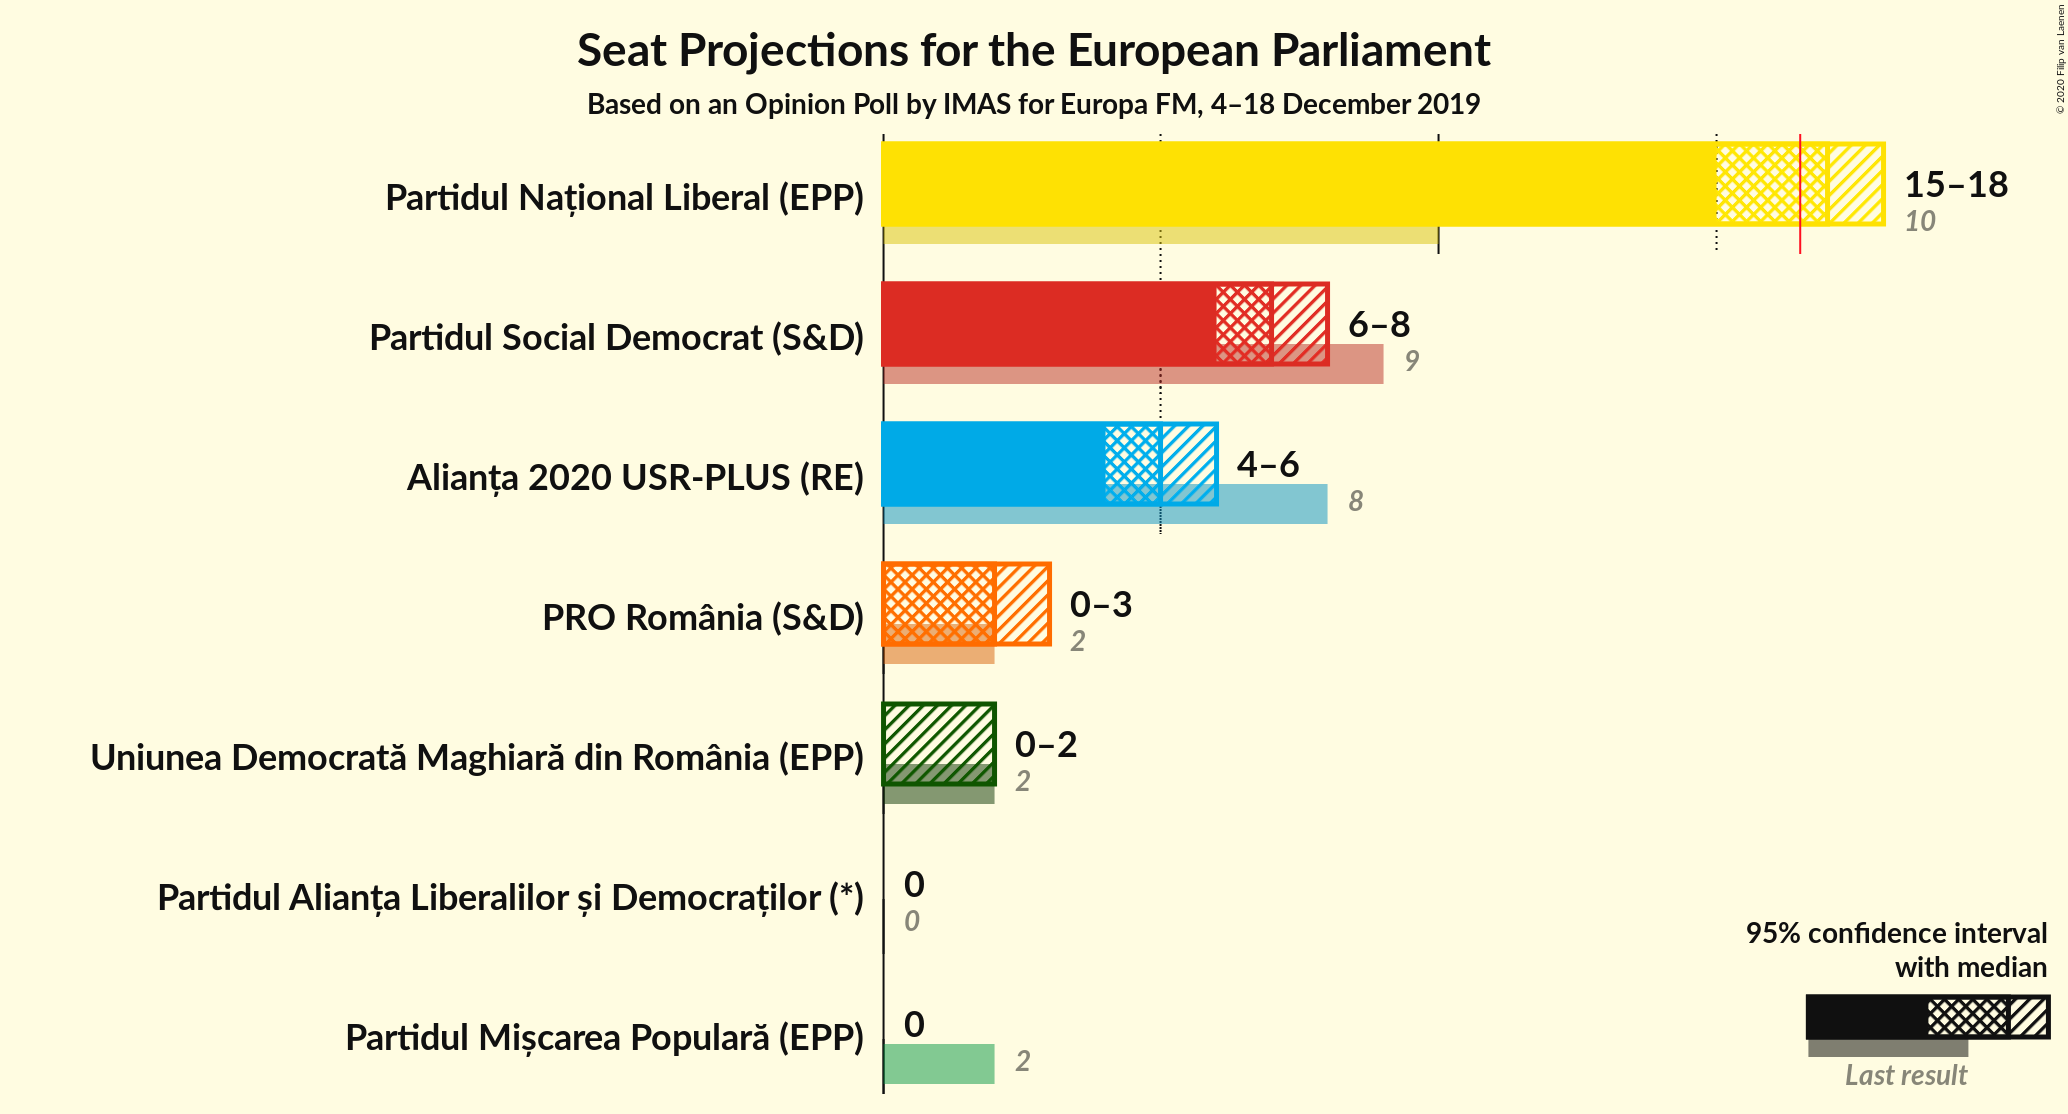 Seat Projections for the European Parliament
Based on an Opinion Poll by IMAS for Europa FM, 4–18 December 2019
© 2020 Filip van Laenen
Partidul Național Liberal (EPP)
15–18
10
Partidul Social Democrat (S&D)
6–8
9
Alianța 2020 USR-PLUS (RE)
4–6
8
PRO România (S&D)
0–3
2
Uniunea Democrată Maghiară din România (EPP)
0–2
2
Partidul Alianța Liberalilor și Democraților (*)
0
0
Partidul Mișcarea Populară (EPP)
0
2
95% confidence interval
with median
Last result